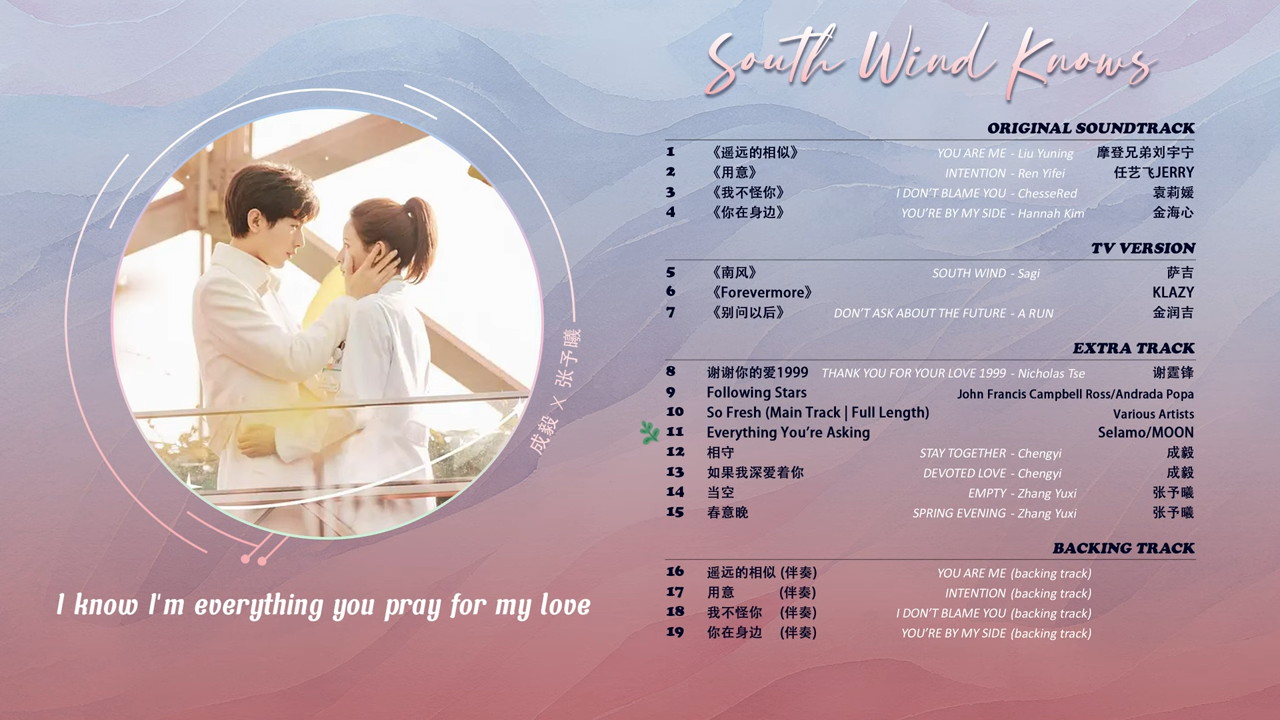 South Wind Knows
成毅 × 张予曦
I know I'm everything you pray for my love
ORIGINAL SOUNDTRACK
1 《遥远的相似》 YOU ARE ME - Liu Yuning 摩登兄弟刘宇宁
2 《用意》 INTENTION - Ren Yifei 任艺飞JERRY
3 《我不怪你》 I DON'T BLAME YOU - ChesseRed 袁莉媛
4 《你在身边》 YOU'RE BY MY SIDE - Hannah Kim 金海心
TV VERSION
5 《南风》 SOUTH WIND - Sagi 萨吉
6 《Forevermore》 KLAZY
7 《别问以后》 DON'T ASK ABOUT THE FUTURE - A RUN 金润吉
EXTRA TRACK
8 谢谢你的爱1999 THANK YOU FOR YOUR LOVE 1999 - Nicholas Tse 谢霆锋
9 Following Stars John Francis Campbell Ross/Andrada Popa
10 So Fresh (Main Track | Full Length) Various Artists
11 Everything You're Asking Selamo/MOON
12 相守 STAY TOGETHER - Chengyi 成毅
13 如果我深爱着你 DEVOTED LOVE - Chengyi 成毅
14 当空 EMPTY - Zhang Yuxi 张予曦
15 春意晚 SPRING EVENING - Zhang Yuxi 张予曦
BACKING TRACK
16 遥远的相似 (伴奏) YOU ARE ME (backing track)
17 用意 (伴奏) INTENTION (backing track)
18 我不怪你 (伴奏) I DON'T BLAME YOU (backing track)
19 你在身边 (伴奏) YOU'RE BY MY SIDE (backing track)